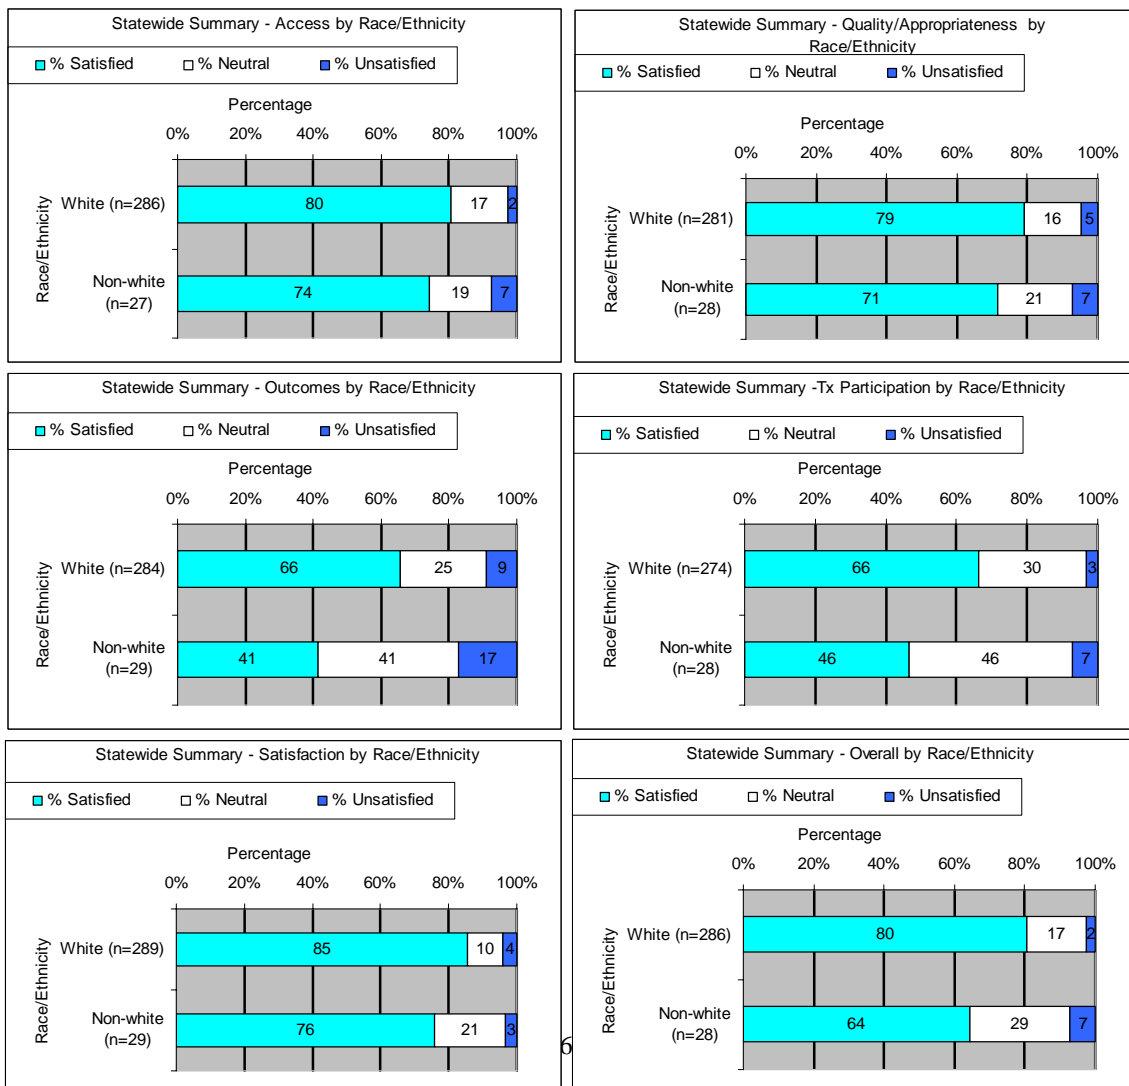 Statewide Summary - Access by Race/Ethnicity
% Satisfied % Neutral % Unsatisfied
Percentage
0% 20% 40% 60% 80% 100%
Race/Ethnicity
White (n=286)
80 17 2
Non-white
(n=27)
74 19 7
Statewide Summary - Quality/Appropriateness by
Race/Ethnicity
% Satisfied % Neutral % Unsatisfied
Percentage
0% 20% 40% 60% 80% 100%
Race/Ethnicity
White (n=281)
79 16 5
Non-white
(n=28)
71 21 7
Statewide Summary - Outcomes by Race/Ethnicity
% Satisfied % Neutral % Unsatisfied
Percentage
0% 20% 40% 60% 80% 100%
Race/Ethnicity
White (n=284)
66 25 9
Non-white
(n=29)
41 41 17
Statewide Summary -Tx Participation by Race/Ethnicity
% Satisfied % Neutral % Unsatisfied
Percentage
0% 20% 40% 60% 80% 100%
Race/Ethnicity
White (n=274)
66 30 3
Non-white
(n=28)
46 46 7
Statewide Summary - Satisfaction by Race/Ethnicity
% Satisfied % Neutral % Unsatisfied
Percentage
0% 20% 40% 60% 80% 100%
Race/Ethnicity
White (n=289)
85 10 4
Non-white
(n=29)
76 21 3
Statewide Summary - Overall by Race/Ethnicity
% Satisfied % Neutral % Unsatisfied
Percentage
0% 20% 40% 60% 80% 100%
Race/Ethnicity
White (n=286)
80 17 2
Non-white
(n=28)
64 29 7
6